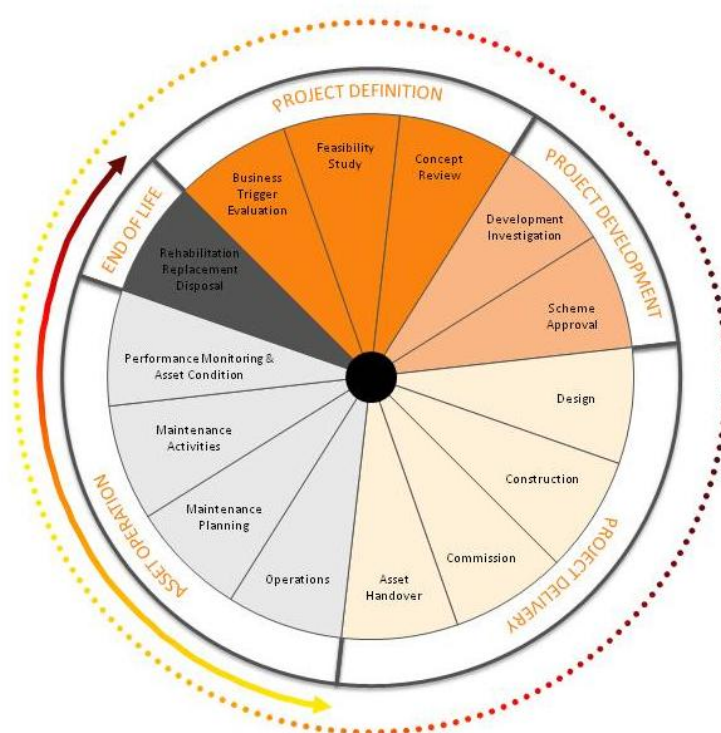 PROJECT DEFINITION
Business
Trigger
Evaluation
Feasibility
Study
Concept
Review
PROJECT DEVELOPMENT
Development
Investigation
Scheme
Approval
PROJECT DELIVERY
Design
Construction
Commission
Asset
Handover
ASSET OPERATION
Operations
Maintenance
Planning
Maintenance
Activities
Performance Monitoring &
Asset Condition
END OF LIFE
Rehabilitation
Replacement
Disposal